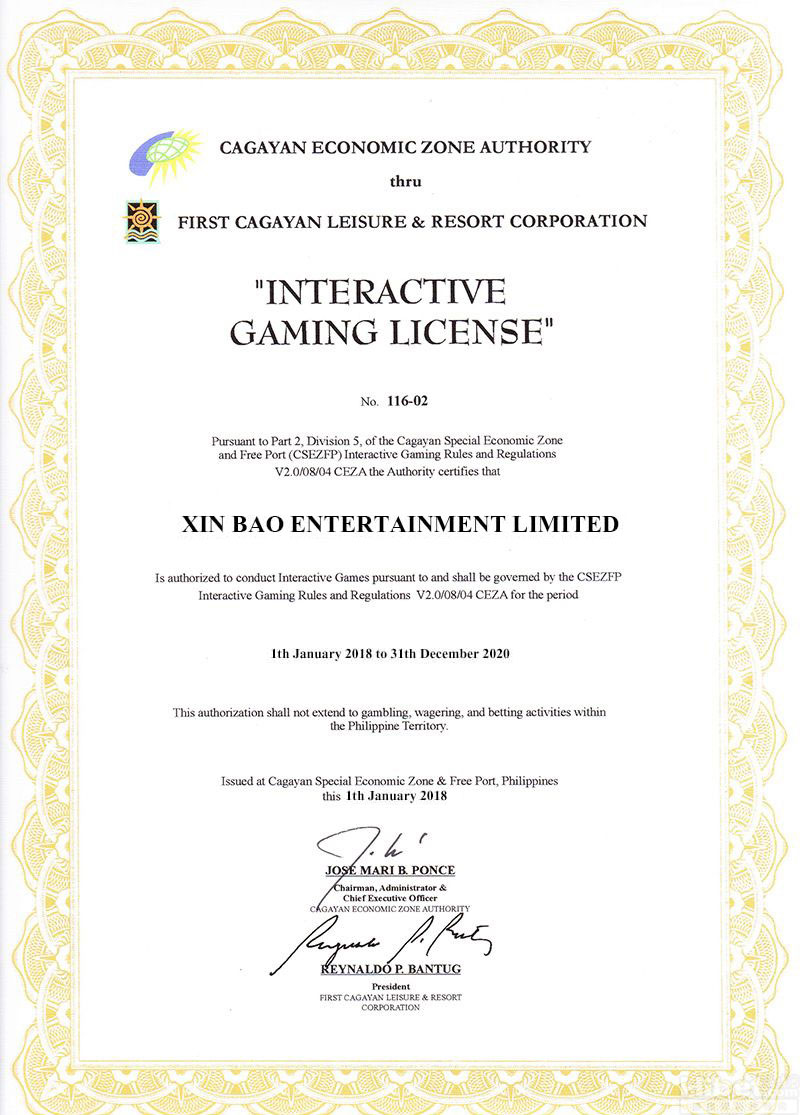 CAGAYAN ECONOMIC ZONE AUTHORITY
thru
FIRST CAGAYAN LEISURE & RESORT CORPORATION
"INTERACTIVE
GAMING LICENSE"
No. 116-02
Pursuant to Part 2, Division 5, of the Cagayan Special Economic Zone
and Free Port (CSEZFP) Interactive Gaming Rules and Regulations
V2.0/08/04 CEZA the Authority certifies that
XIN BAO ENTERTAINMENT LIMITED
Is authorized to conduct Interactive Games pursuant to and shall be governed by the CSEZFP
Interactive Gaming Rules and Regulations V2.0/08/04 CEZA for the period
1th January 2018 to 31th December 2020
This authorization shall not extend to gambling, wagering, and betting activities within
the Philippine Territory.
Issued at Cagayan Special Economic Zone & Free Port, Philippines
this 1th January 2018
JOSE MARI B. PONCE
Chairman, Administrator &
Chief Executive Officer
CAGAYAN ECONOMIC ZONE AUTHORITY
REYNALDO P. BANTUG
President
FIRST CAGAYAN LEISURE & RESORT
CORPORATION